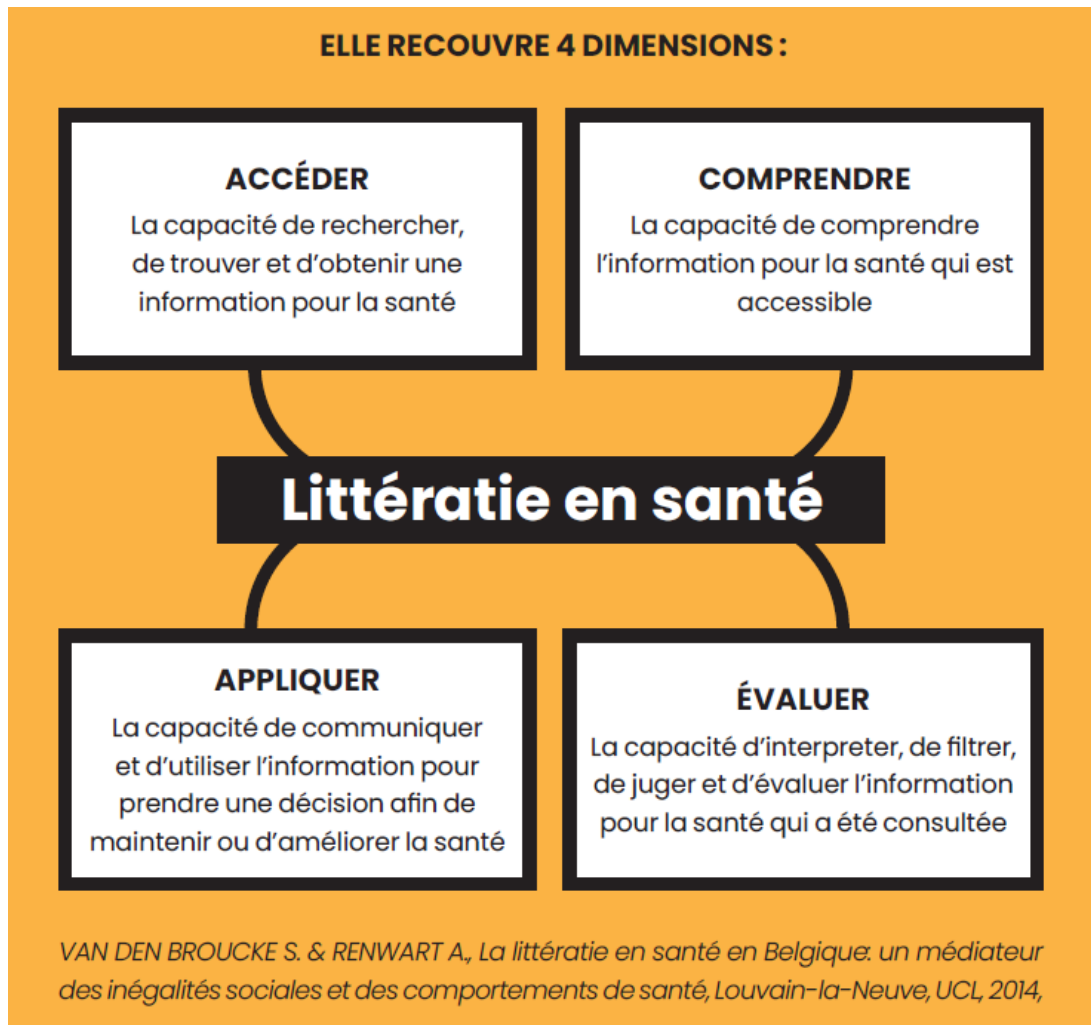 ELLE RECOUVRE 4 DIMENSIONS :
ACCÉDER
La capacité de rechercher,
de trouver et d'obtenir une
information pour la santé
COMPRENDRE
La capacité de comprendre
l'information pour la santé qui est
accessible
Littératie en santé
APPLIQUER
La capacité de communiquer
et d'utiliser l'information pour
prendre une décision afin de
maintenir ou d'améliorer la santé
ÉVALUER
La capacité d'interpreter, de filtrer,
de juger et d'évaluer l'information
pour la santé qui a été consultée
VAN DEN BROUCKE S. & RENWART A., La littératie en santé en Belgique: un médiateur
des inégalités sociales et des comportements de santé, Louvain-la-Neuve, UCL, 2014,